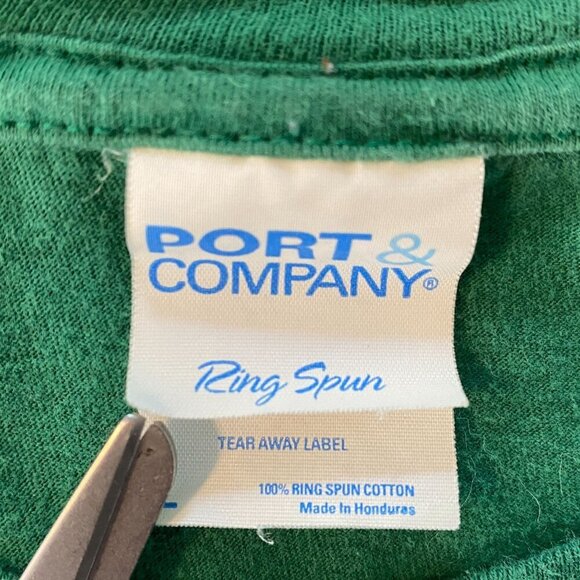 PORT &
COMPANY®
Ring Spun
TEAR AWAY LABEL
100% RING SPUN COTTON
Made In Honduras